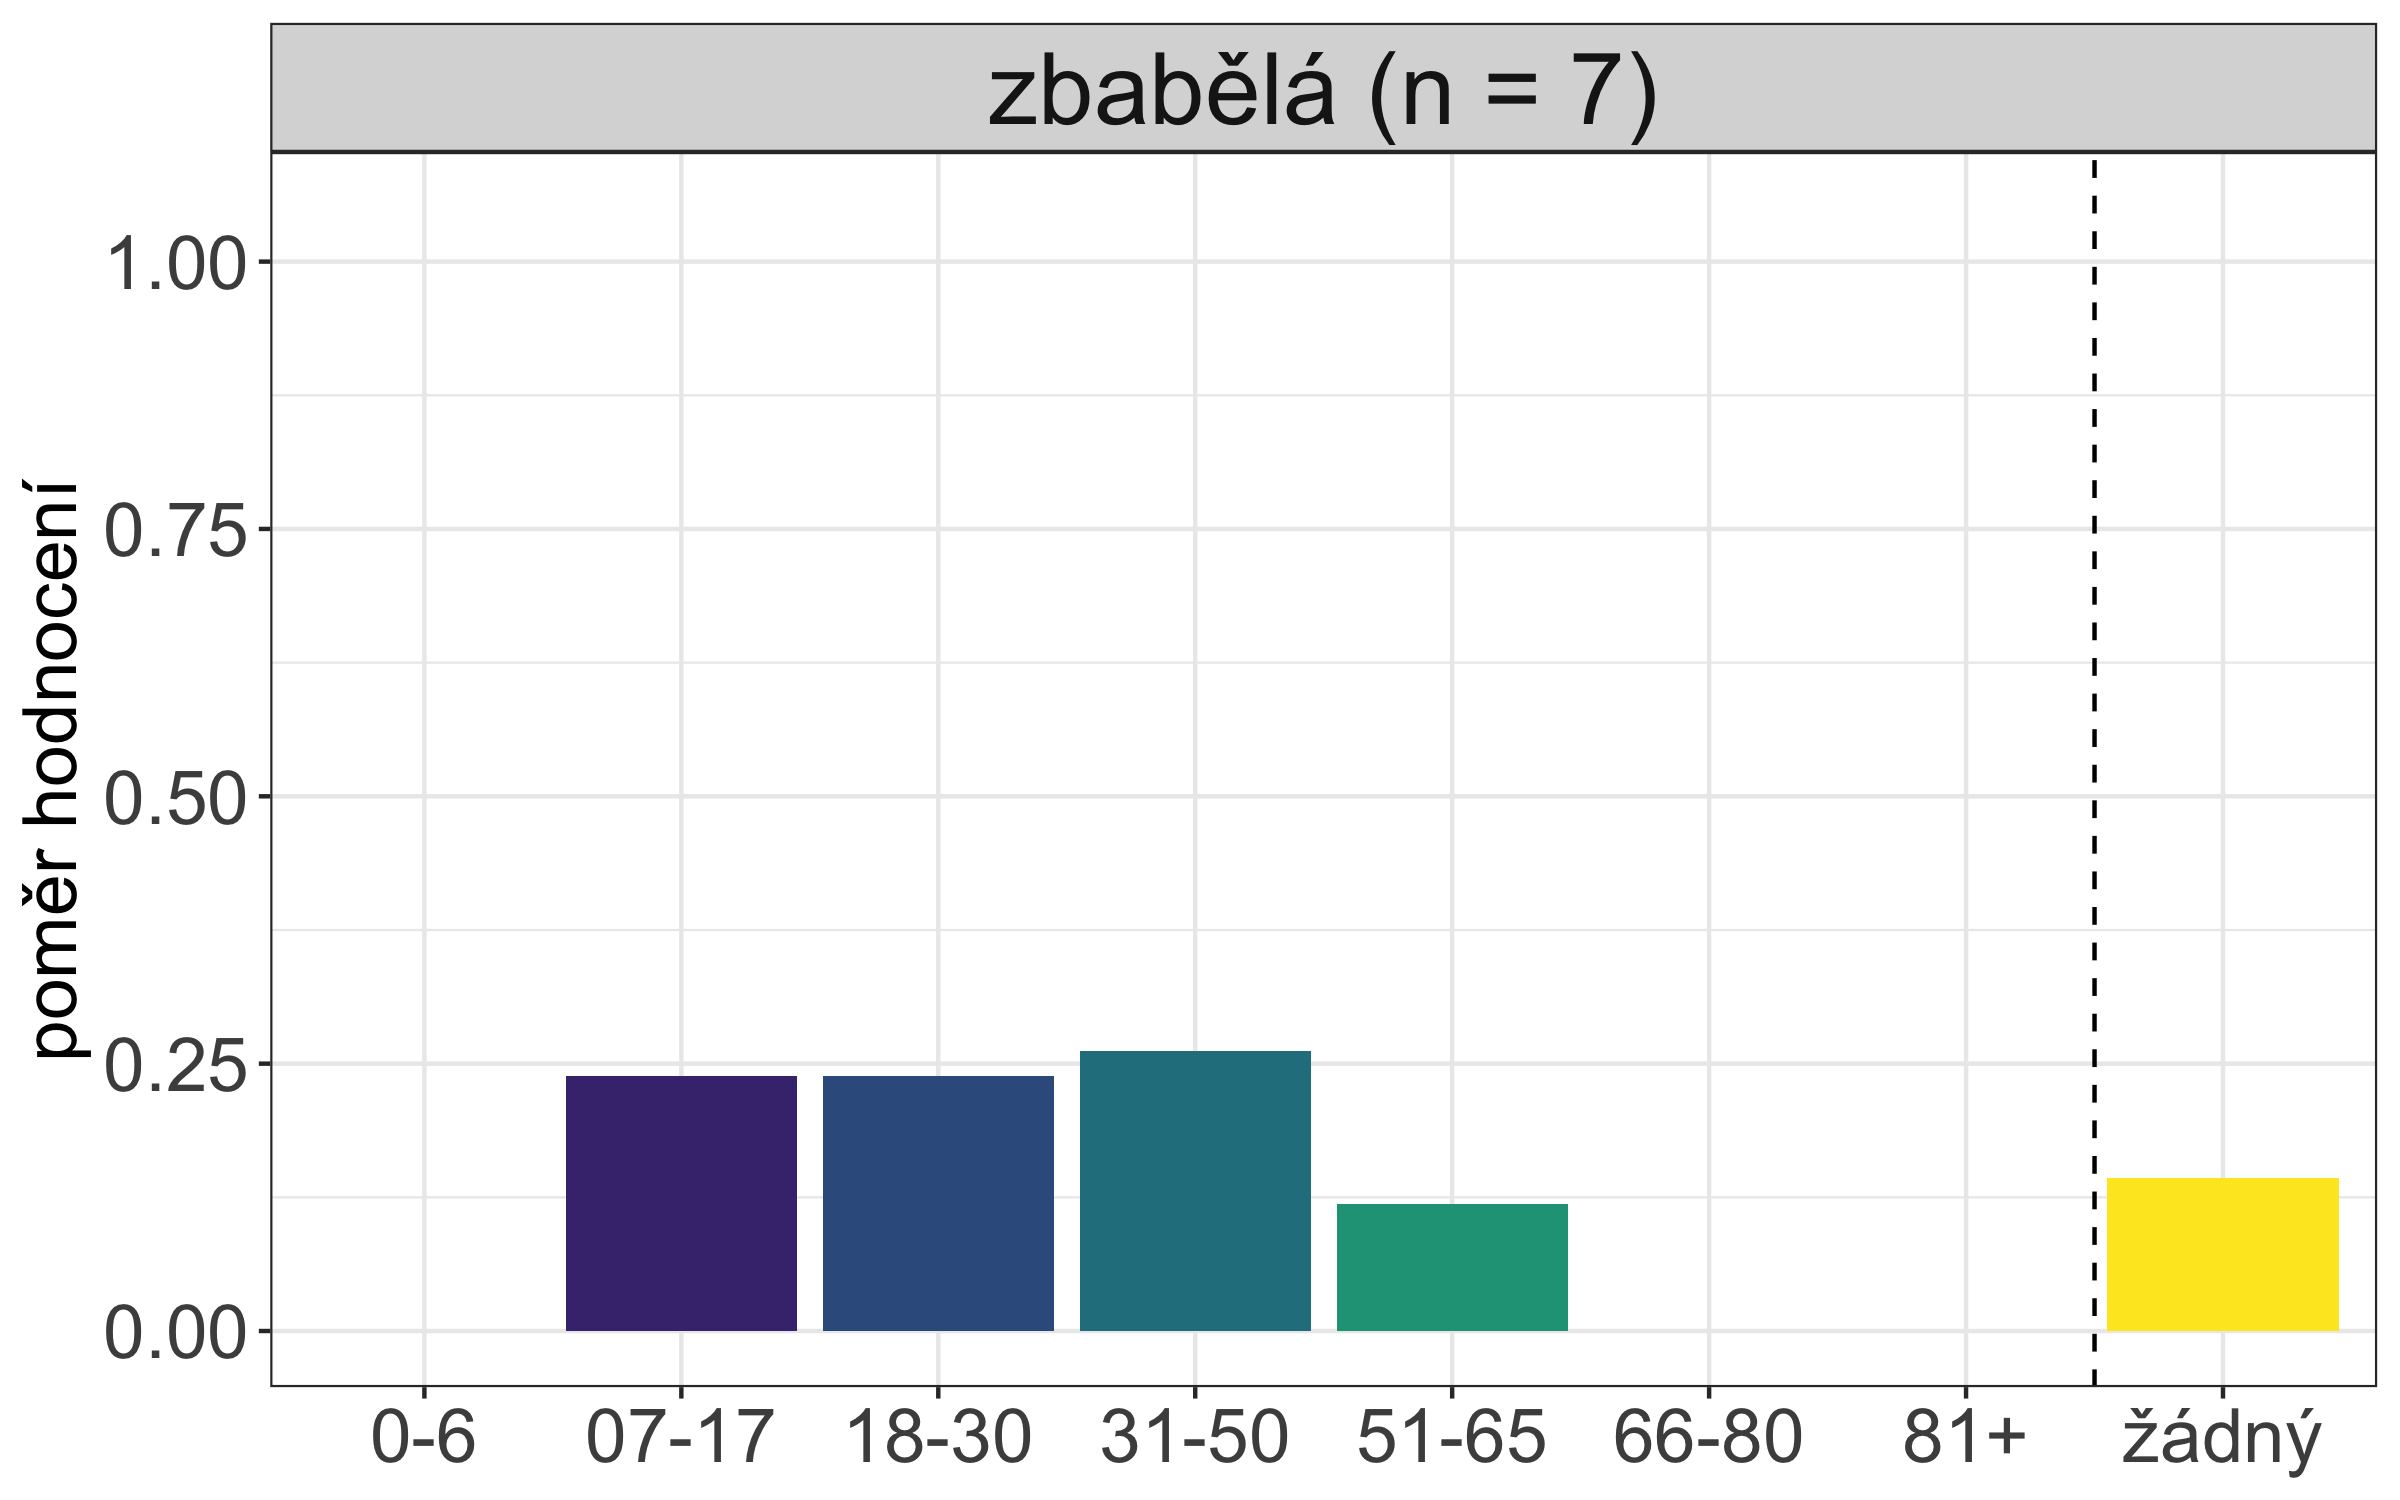 zbabělá (n = 7)
poměr hodnocení
1.00
0.75
0.50
0.25
0.00
0-6 07-17 18-30 31-50 51-65 66-80 81+ žádný